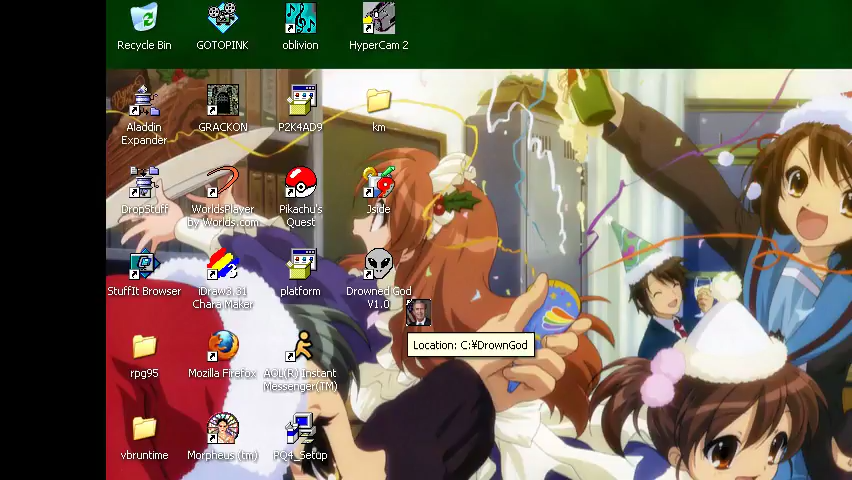 Recycle Bin
GOTOPINK
oblivion
HyperCam 2
Aladdin
Expander
GRACKON
P2K4AD9
km
DropStuff
WorldsPlayer
by Worlds.com
Pikachu's
Quest
Jside
StuffIt Browser
iDraw3.31
Chara Maker
platform
Drowned God
V1.0
Location: C:¥DrownGod
rpg95
Mozilla Firefox
AOL(R) Instant
Messenger(TM)
vbruntime
Morpheus (tm)
PQ4_Setup